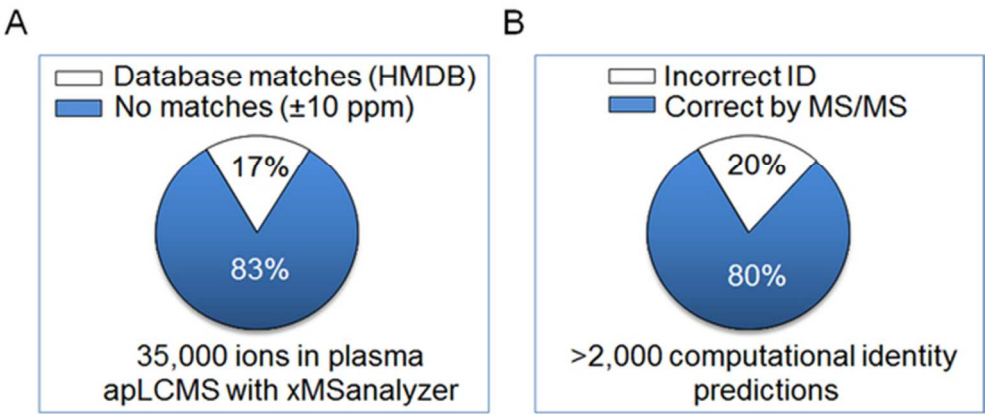 A
Database matches (HMDB)
No matches (±10 ppm)
17%
83%
35,000 ions in plasma
apLCMS with xMSanalyzer
B
Incorrect ID
Correct by MS/MS
20%
80%
>2,000 computational identity
predictions